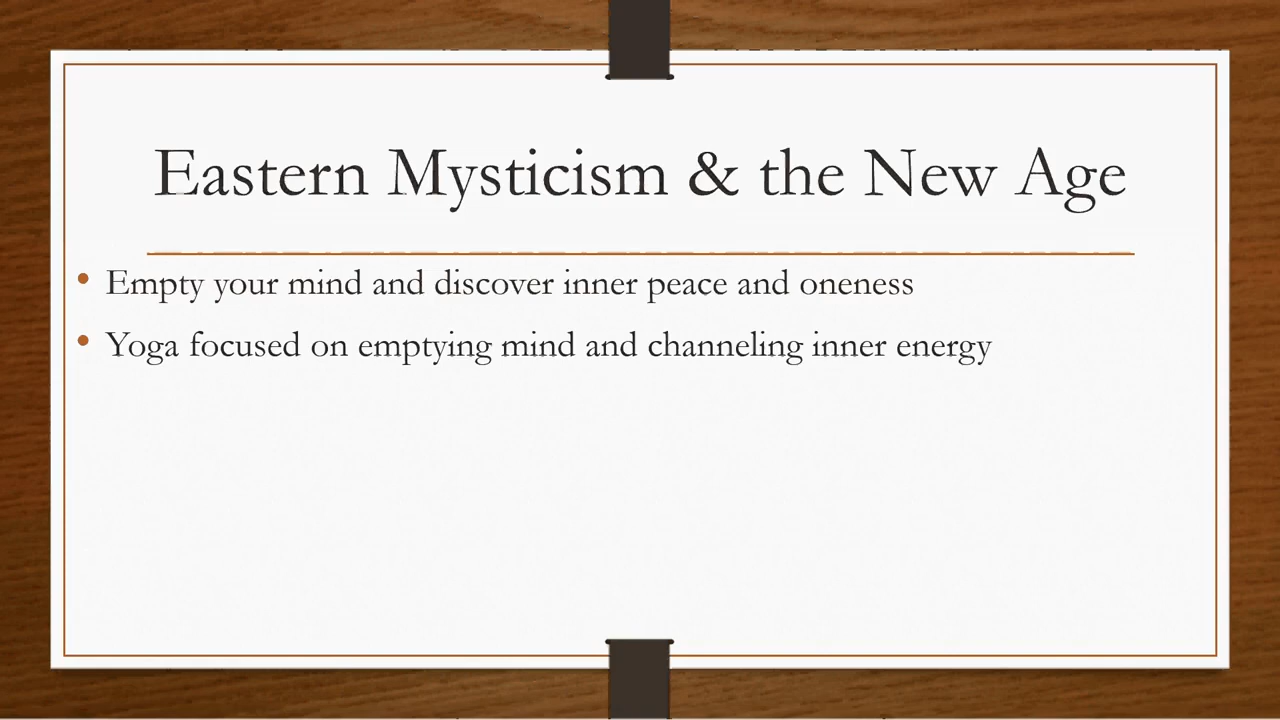 Eastern Mysticism & the New Age
• Empty your mind and discover inner peace and oneness
• Yoga focused on emptying mind and channeling inner energy